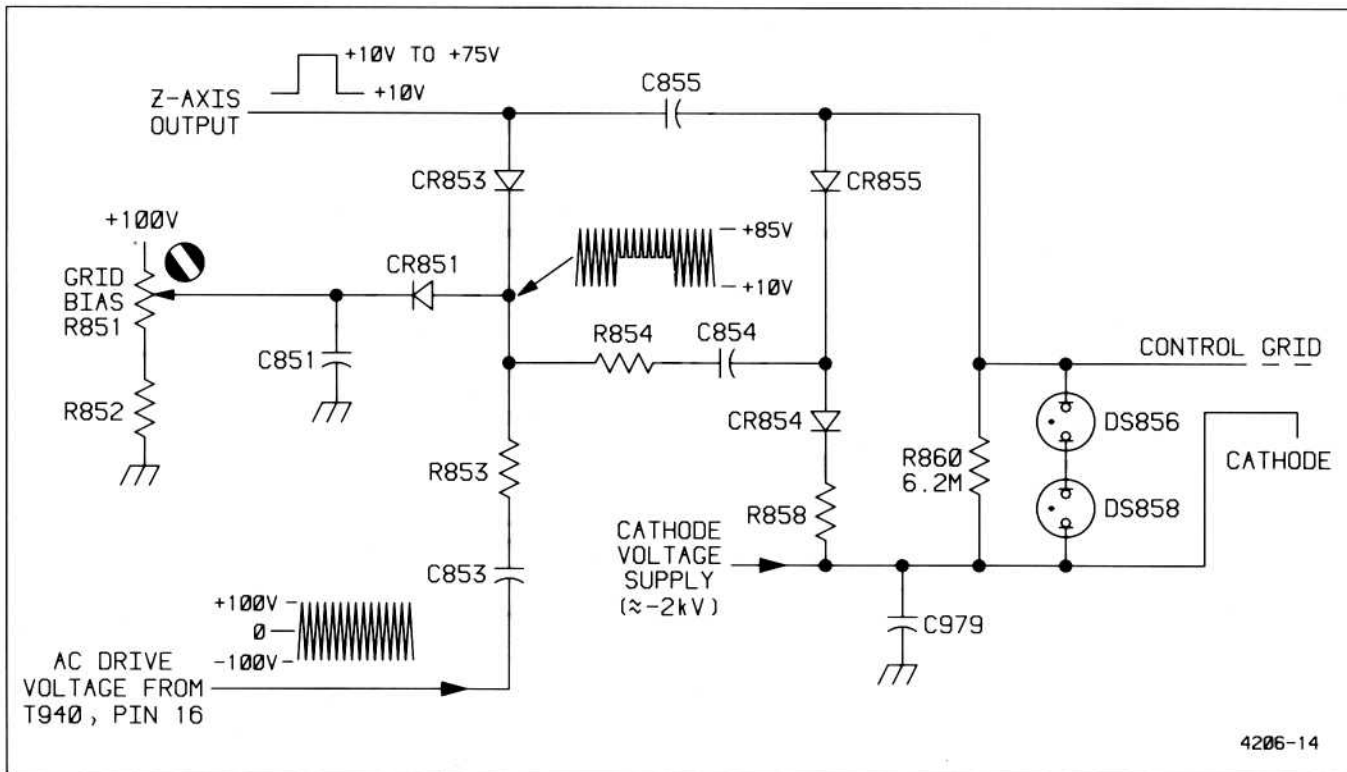 +10V TO +75V
+10V
Z-AXIS
OUTPUT
C855
CR853
CR855
+100V
GRID
BIAS
R851
CR851
+85V
+10V
R854
C854
C851
R852
CONTROL GRID
CR854
DS856
R853
R860
6.2M
CATHODE
R858
DS858
CATHODE
VOLTAGE
SUPPLY
(≈-2kV)
C853
C979
+100V
0
-100V
AC DRIVE
VOLTAGE FROM
T940, PIN 16
4206-14